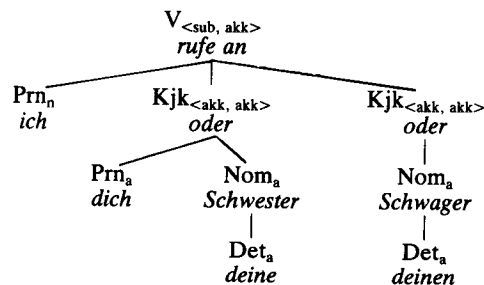 V<sub, akk>
rufe an
Prnn Kjk<akk, akk> Kjk<akk, akk>
ich oder oder
Prna Noma Noma
dich Schwester Schwager
Deta Deta
deine deinen